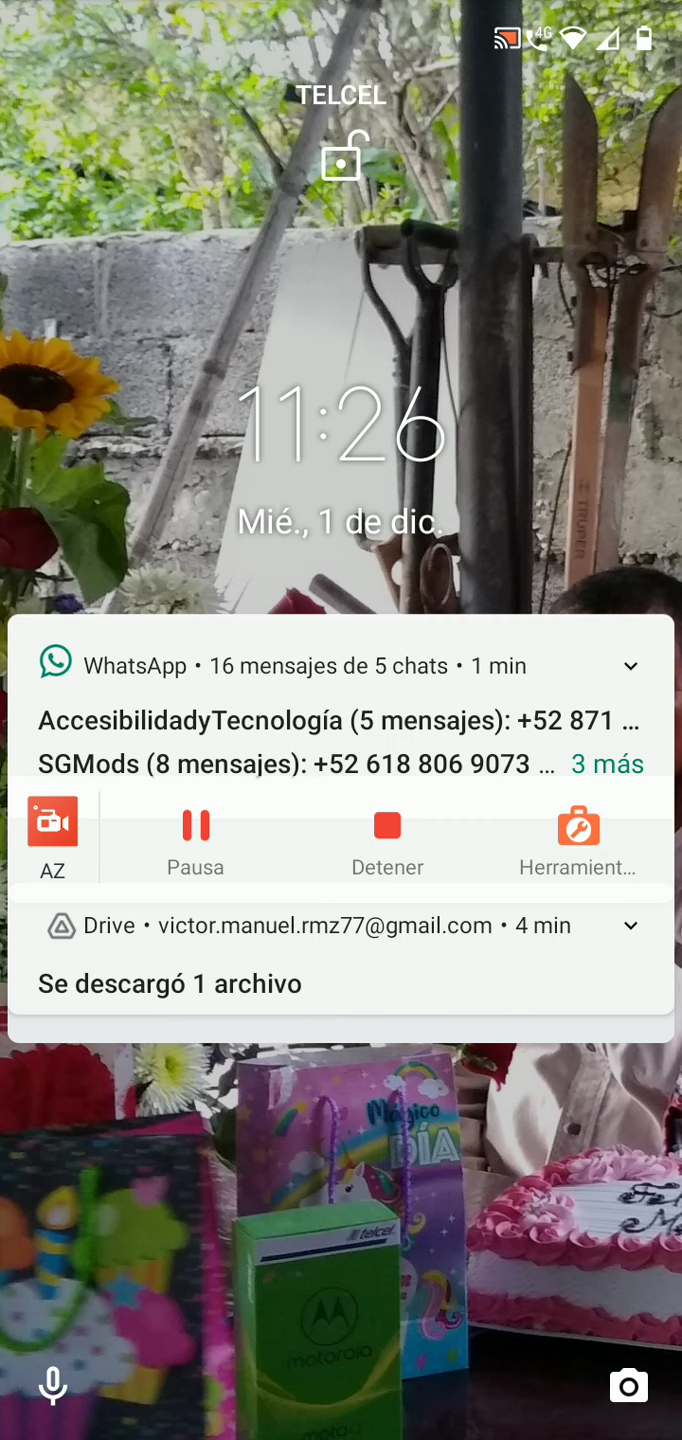 4G
TELCEL
11:26
Mié., 1 de dic.
WhatsApp • 16 mensajes de 5 chats • 1 min
AccesibilidadyTecnología (5 mensajes): +52 871 ...
SGMods (8 mensajes): +52 618 806 9073 ... 3 más
AZ
Pausa
Detener
Herramient...
Drive • victor.manuel.rmz77@gmail.com • 4 min
Se descargó 1 archivo
TRUPER
Mágico
DÍA
telcel
motorola